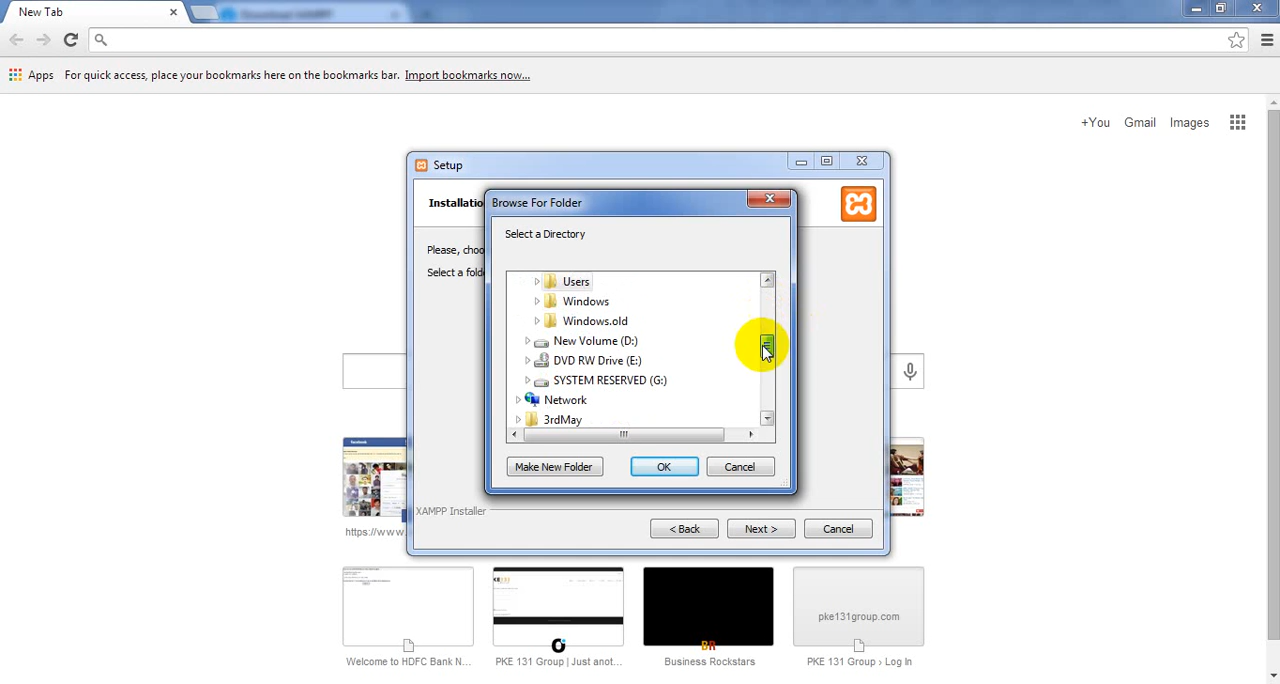 New Tab
Download XAMPP
Apps For quick access, place your bookmarks here on the bookmarks bar. Import bookmarks now...
+You Gmail Images
Setup
Installatio
Browse For Folder
Select a Directory
Please, choo
Select a folde
Users
Windows
Windows.old
New Volume (D:)
DVD RW Drive (E:)
SYSTEM RESERVED (G:)
Network
3rdMay
Make New Folder OK Cancel
XAMPP Installer
< Back Next > Cancel
https://www.
pke131group.com
Welcome to HDFC Bank N... PKE 131 Group | Just anot... Business Rockstars PKE 131 Group › Log In